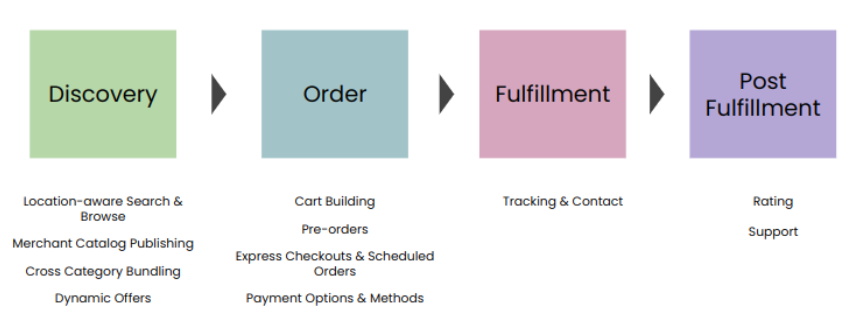 Discovery
Order
Fulfillment
Post
Fulfillment
Location-aware Search &
Browse
Merchant Catalog Publishing
Cross Category Bundling
Dynamic Offers
Cart Building
Pre-orders
Express Checkouts & Scheduled
Orders
Payment Options & Methods
Tracking & Contact
Rating
Support